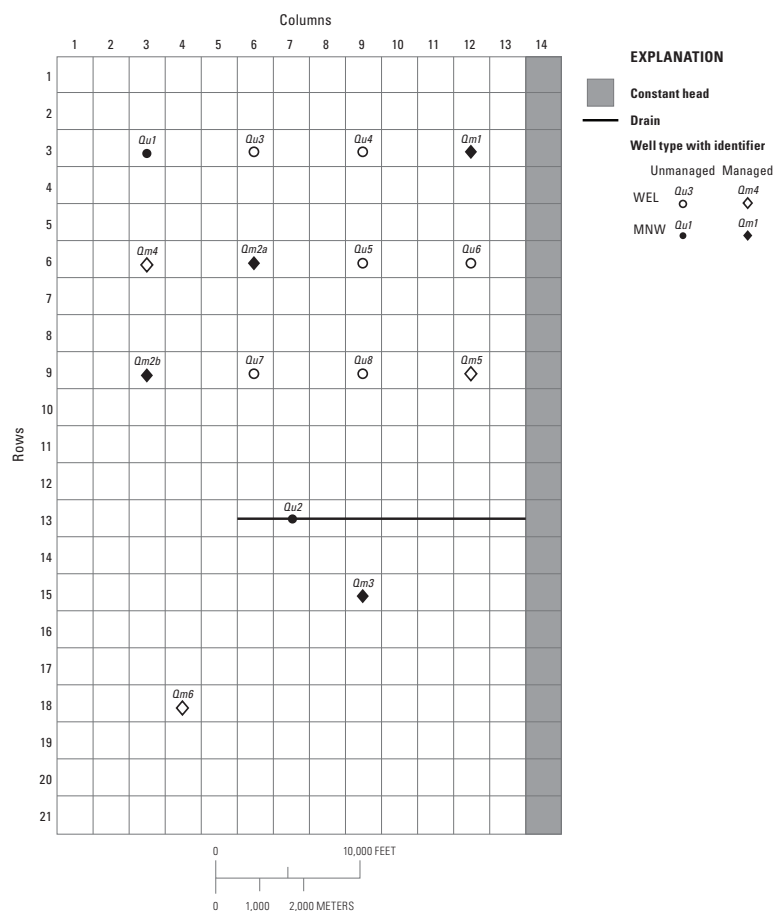 Columns
1 2 3 4 5 6 7 8 9 10 11 12 13 14
Rows
1
2
3
4
5
6
7
8
9
10
11
12
13
14
15
16
17
18
19
20
21
Qu1 Qu3 Qu4 Qm1
Qm4 Qm2a Qu5 Qu6
Qm2b Qu7 Qu8 Qm5
Qu2
Qm3
Qm6
0 10,000 FEET
0 1,000 2,000 METERS
EXPLANATION
Constant head
Drain
Well type with identifier
Unmanaged Managed
WEL Qu3 Qm4
MNW Qu1 Qm1